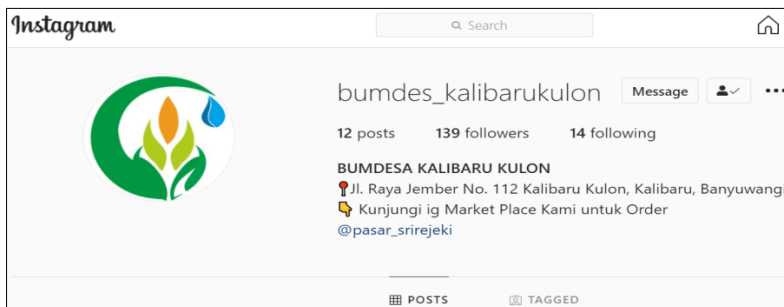 Instagram
Search
bumdes_kalibarukulon Message
12 posts 139 followers 14 following
BUMDESA KALIBARU KULON
Jl. Raya Jember No. 112 Kalibaru Kulon, Kalibaru, Banyuwangi
Kunjungi ig Market Place Kami untuk Order
@pasar_srirejeki
POSTS TAGGED